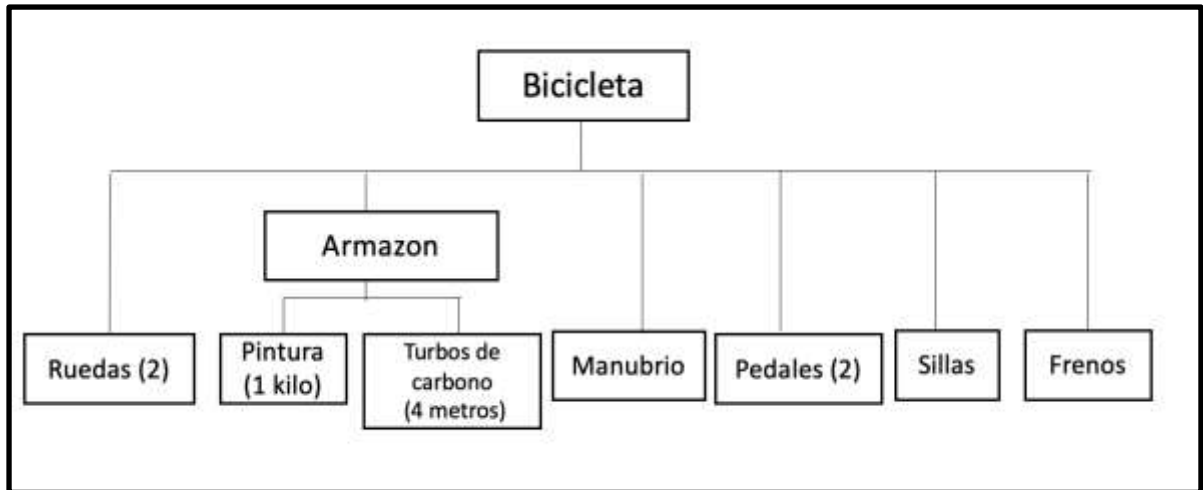 Bicicleta
Armazon
Ruedas (2)
Pintura
(1 kilo)
Turbos de
carbono
(4 metros)
Manubrio
Pedales (2)
Sillas
Frenos